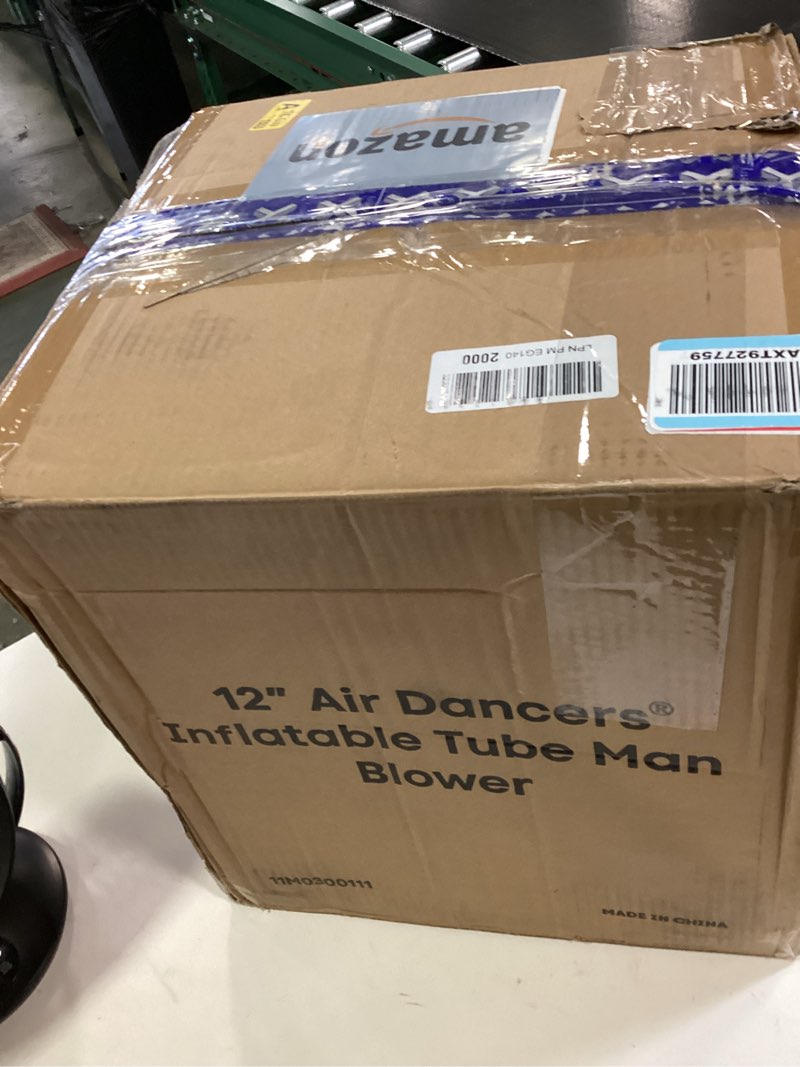 amazon
LPN PM EG140 2000
AXT927759
12" Air Dancers®
Inflatable Tube Man
Blower
11M0300111
MADE IN CHINA